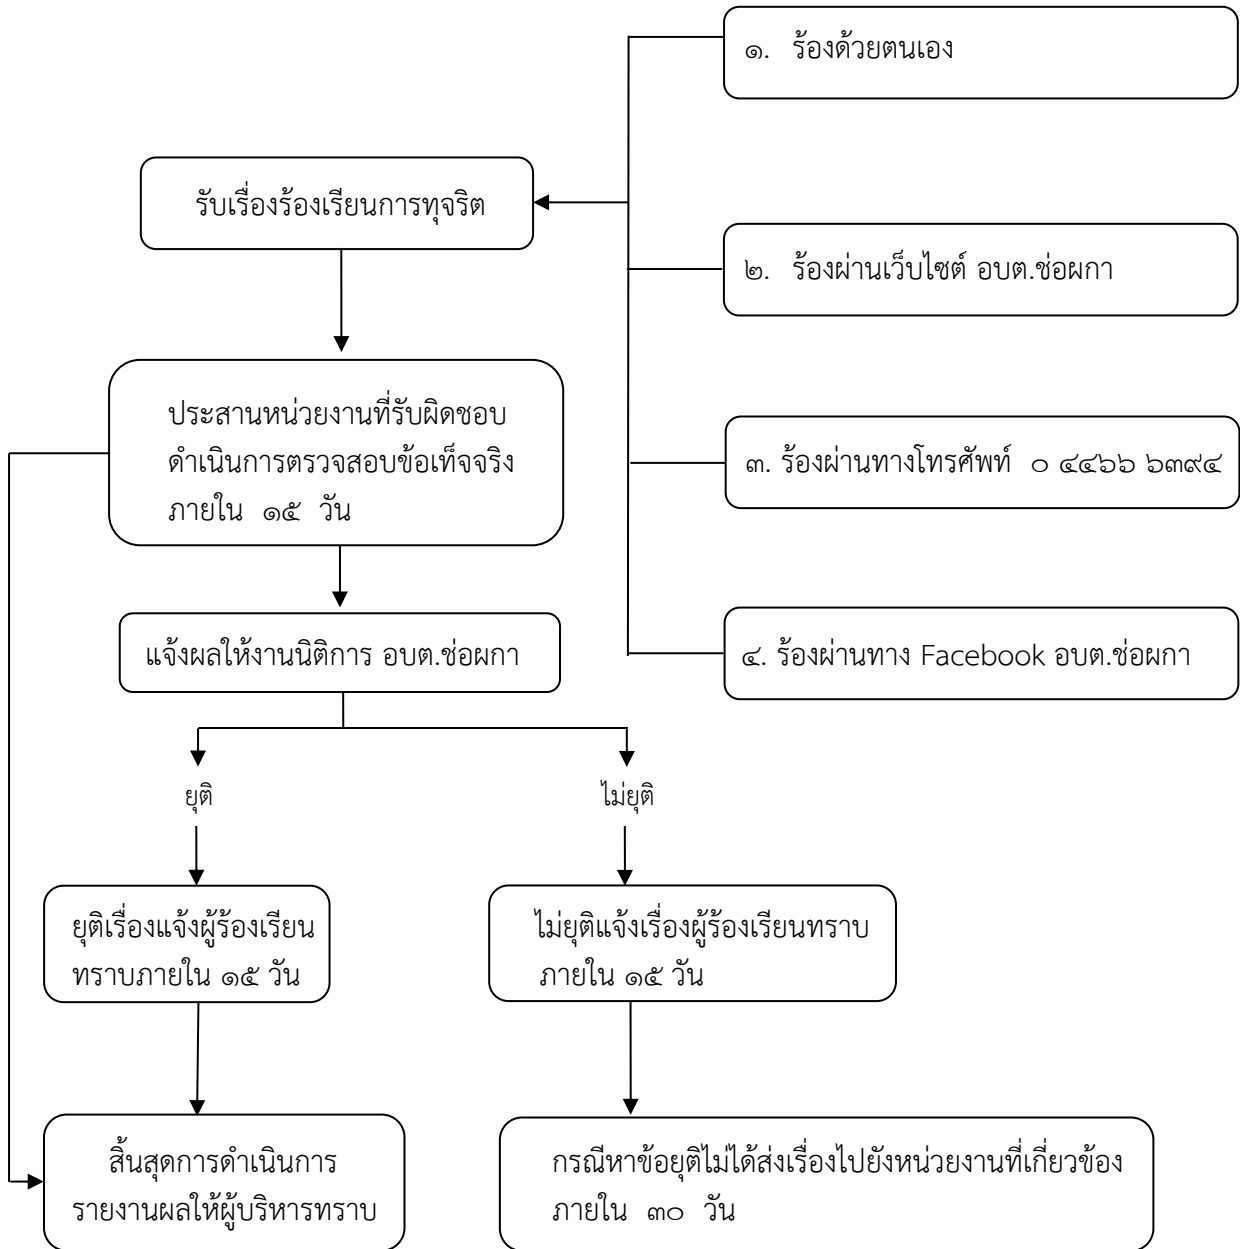 ๑. ร้องด้วยตนเอง
รับเรื่องร้องเรียนการทุจริต
๒. ร้องผ่านเว็บไซต์ อบต.ช่อผกา
ประสานหน่วยงานที่รับผิดชอบ
ดำเนินการตรวจสอบข้อเท็จจริง
ภายใน ๑๕ วัน
๓. ร้องผ่านทางโทรศัพท์ ๐ ๔๔๖๖ ๖๓๙๔
แจ้งผลให้งานนิติการ อบต.ช่อผกา
๔. ร้องผ่านทาง Facebook อบต.ช่อผกา
ยุติ
ไม่ยุติ
ยุติเรื่องแจ้งผู้ร้องเรียน
ทราบภายใน ๑๕ วัน
ไม่ยุติแจ้งเรื่องผู้ร้องเรียนทราบ
ภายใน ๑๕ วัน
สิ้นสุดการดำเนินการ
รายงานผลให้ผู้บริหารทราบ
กรณีหาข้อยุติไม่ได้ส่งเรื่องไปยังหน่วยงานที่เกี่ยวข้อง
ภายใน ๓๐ วัน